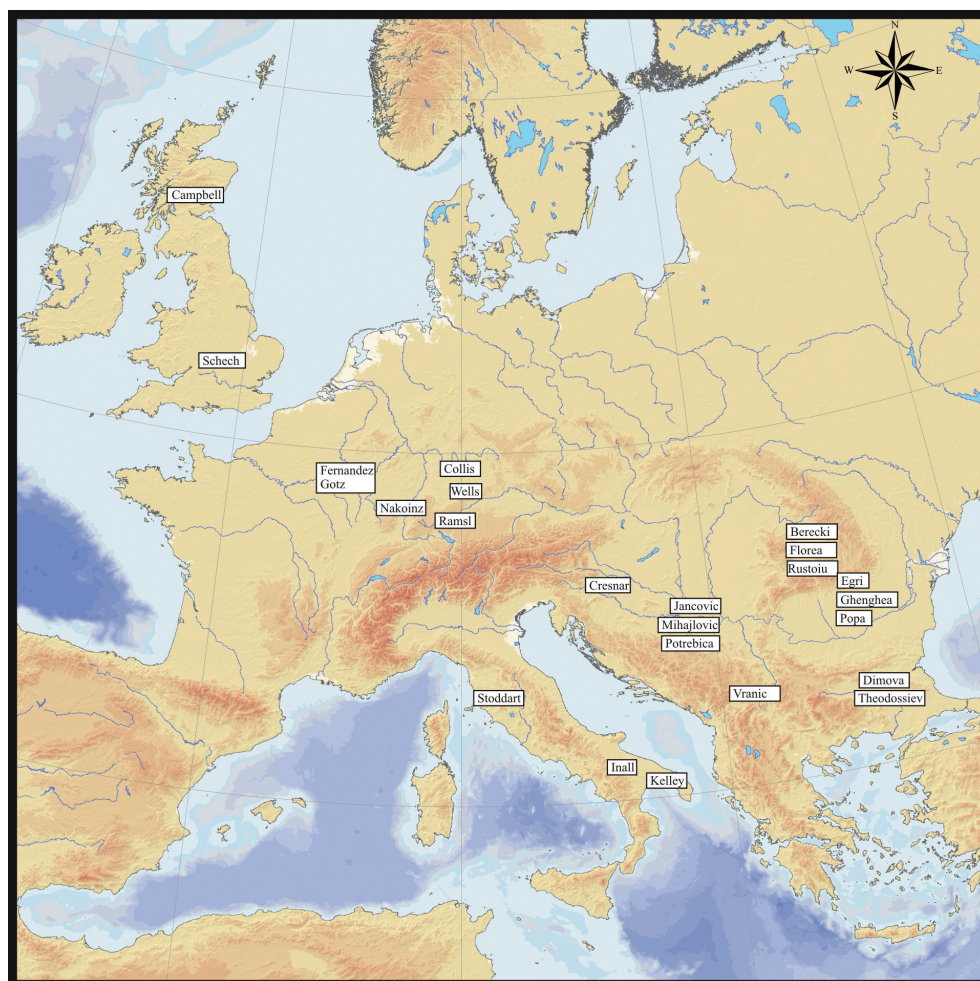 N
W
E
S
Campbell
Schech
Fernandez
Gotz
Collis
Wells
Nakoinz
Ramsl
Berecki
Florea
Rustoiu
Egri
Cresnar
Ghenghea
Jancovic
Popa
Mihajlovic
Potrebica
Dimova
Vranic
Theodossiev
Stoddart
Inall
Kelley